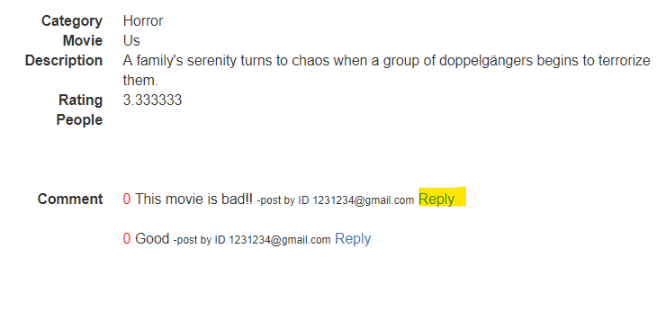 Category Horror
Movie Us
Description A family's serenity turns to chaos when a group of doppelgängers begins to terrorize
them.
Rating 3.333333
People
Comment 0 This movie is bad!! -post by ID 1231234@gmail.com Reply
0 Good -post by ID 1231234@gmail.com Reply